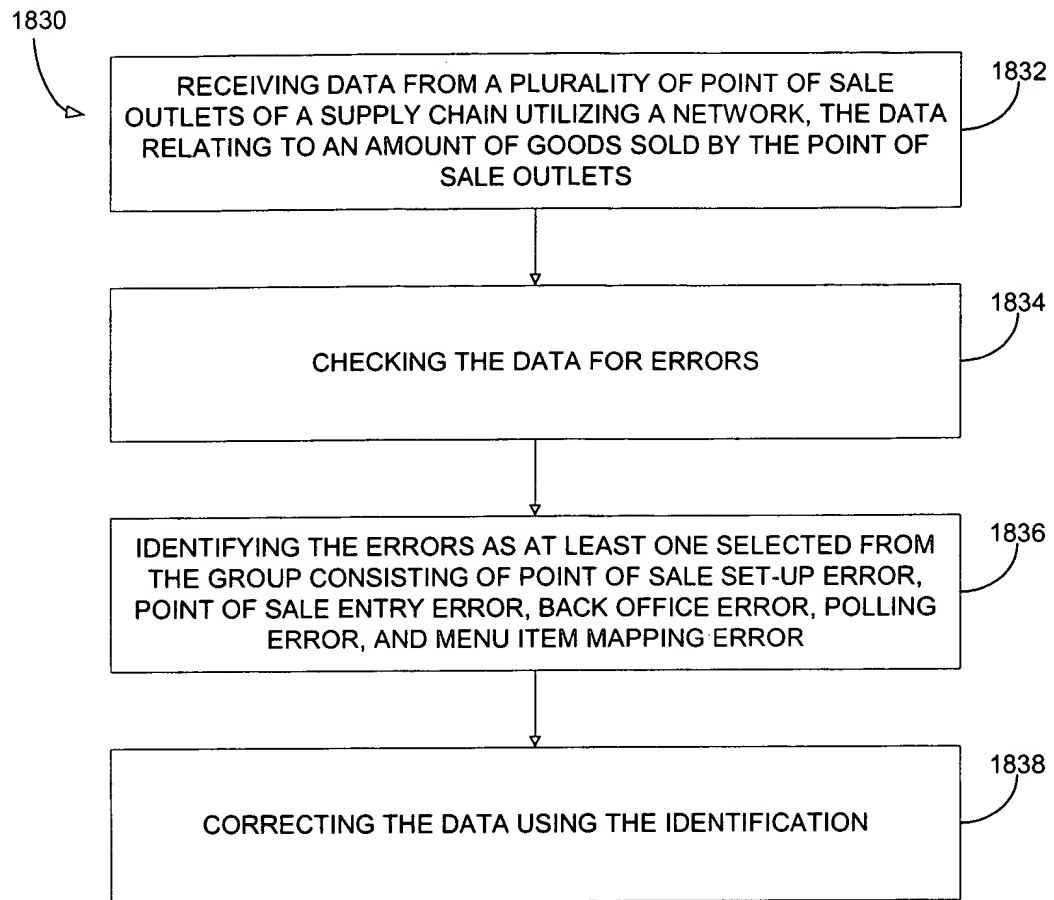 1830
RECEIVING DATA FROM A PLURALITY OF POINT OF SALE
OUTLETS OF A SUPPLY CHAIN UTILIZING A NETWORK, THE DATA
RELATING TO AN AMOUNT OF GOODS SOLD BY THE POINT OF
SALE OUTLETS
1832
CHECKING THE DATA FOR ERRORS
1834
IDENTIFYING THE ERRORS AS AT LEAST ONE SELECTED FROM
THE GROUP CONSISTING OF POINT OF SALE SET-UP ERROR,
POINT OF SALE ENTRY ERROR, BACK OFFICE ERROR, POLLING
ERROR, AND MENU ITEM MAPPING ERROR
1836
CORRECTING THE DATA USING THE IDENTIFICATION
1838